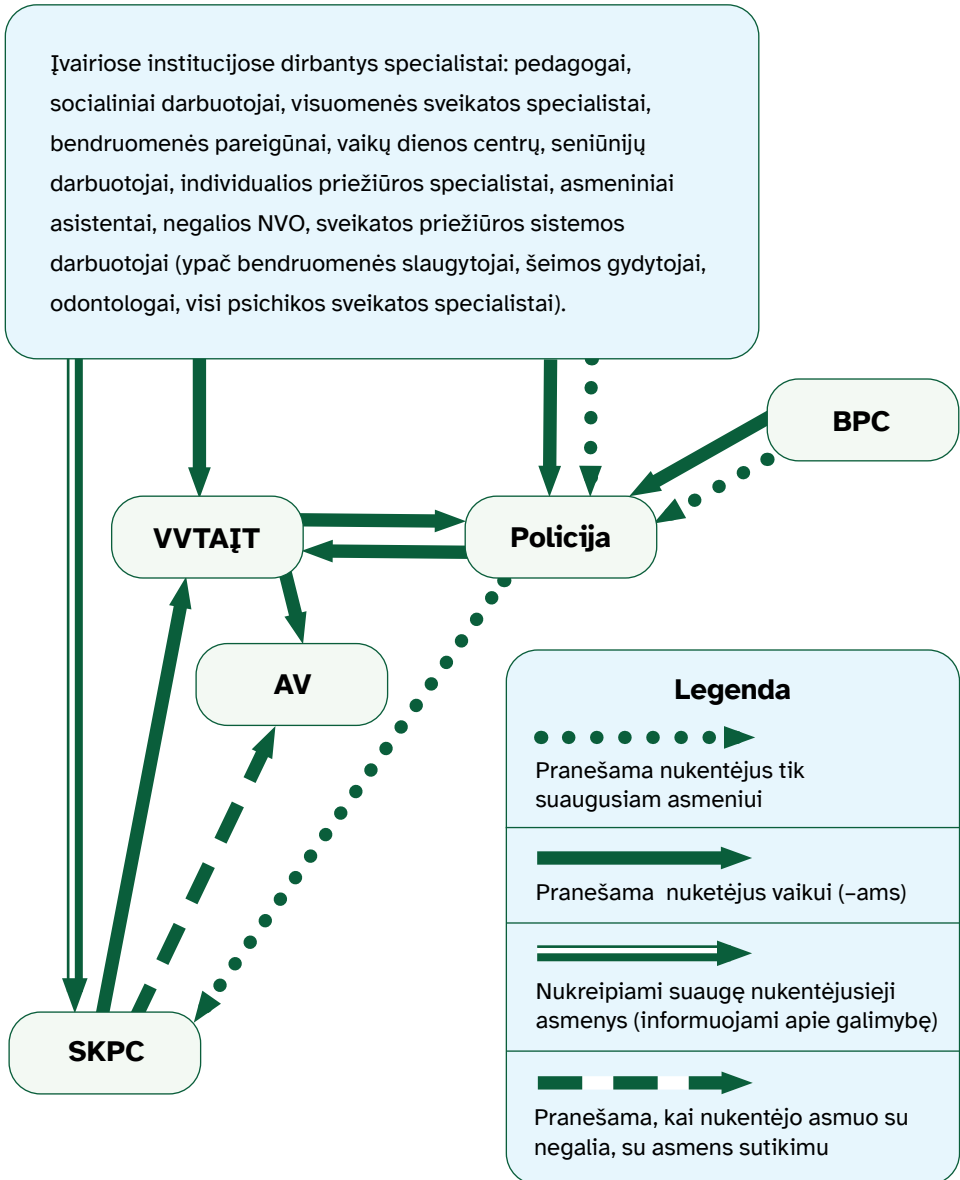 Įvairiose institucijose dirbantys specialistai: pedagogai,
socialiniai darbuotojai, visuomenės sveikatos specialistai,
bendruomenės pareigūnai, vaikų dienos centrų, seniūnijų
darbuotojai, individualios priežiūros specialistai, asmeniniai
asistentai, negalios NVO, sveikatos priežiūros sistemos
darbuotojai (ypač bendruomenės slaugytojai, šeimos gydytojai,
odontologai, visi psichikos sveikatos specialistai).
BPC
VVTAĮT
Policija
AV
SKPC
Legenda
Pranešama nukentėjus tik
suaugusiam asmeniui
Pranešama nuketėjus vaikui (–ams)
Nukreipiami suaugę nukentėjusieji
asmenys (informuojami apie galimybę)
Pranešama, kai nukentėjo asmuo su
negalia, su asmens sutikimu